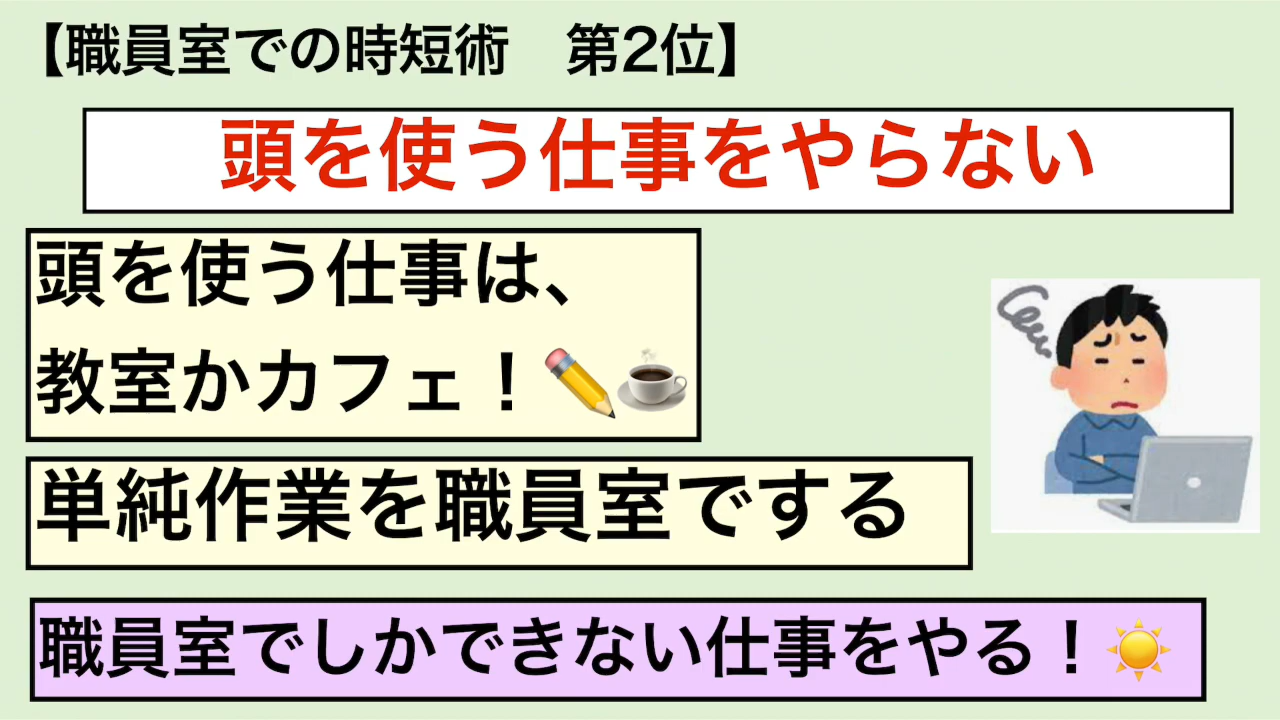 【職員室での時短術　第2位】
頭を使う仕事をやらない
頭を使う仕事は、
教室かカフェ！✏️☕
単純作業を職員室でする
職員室でしかできない仕事をやる！☀️